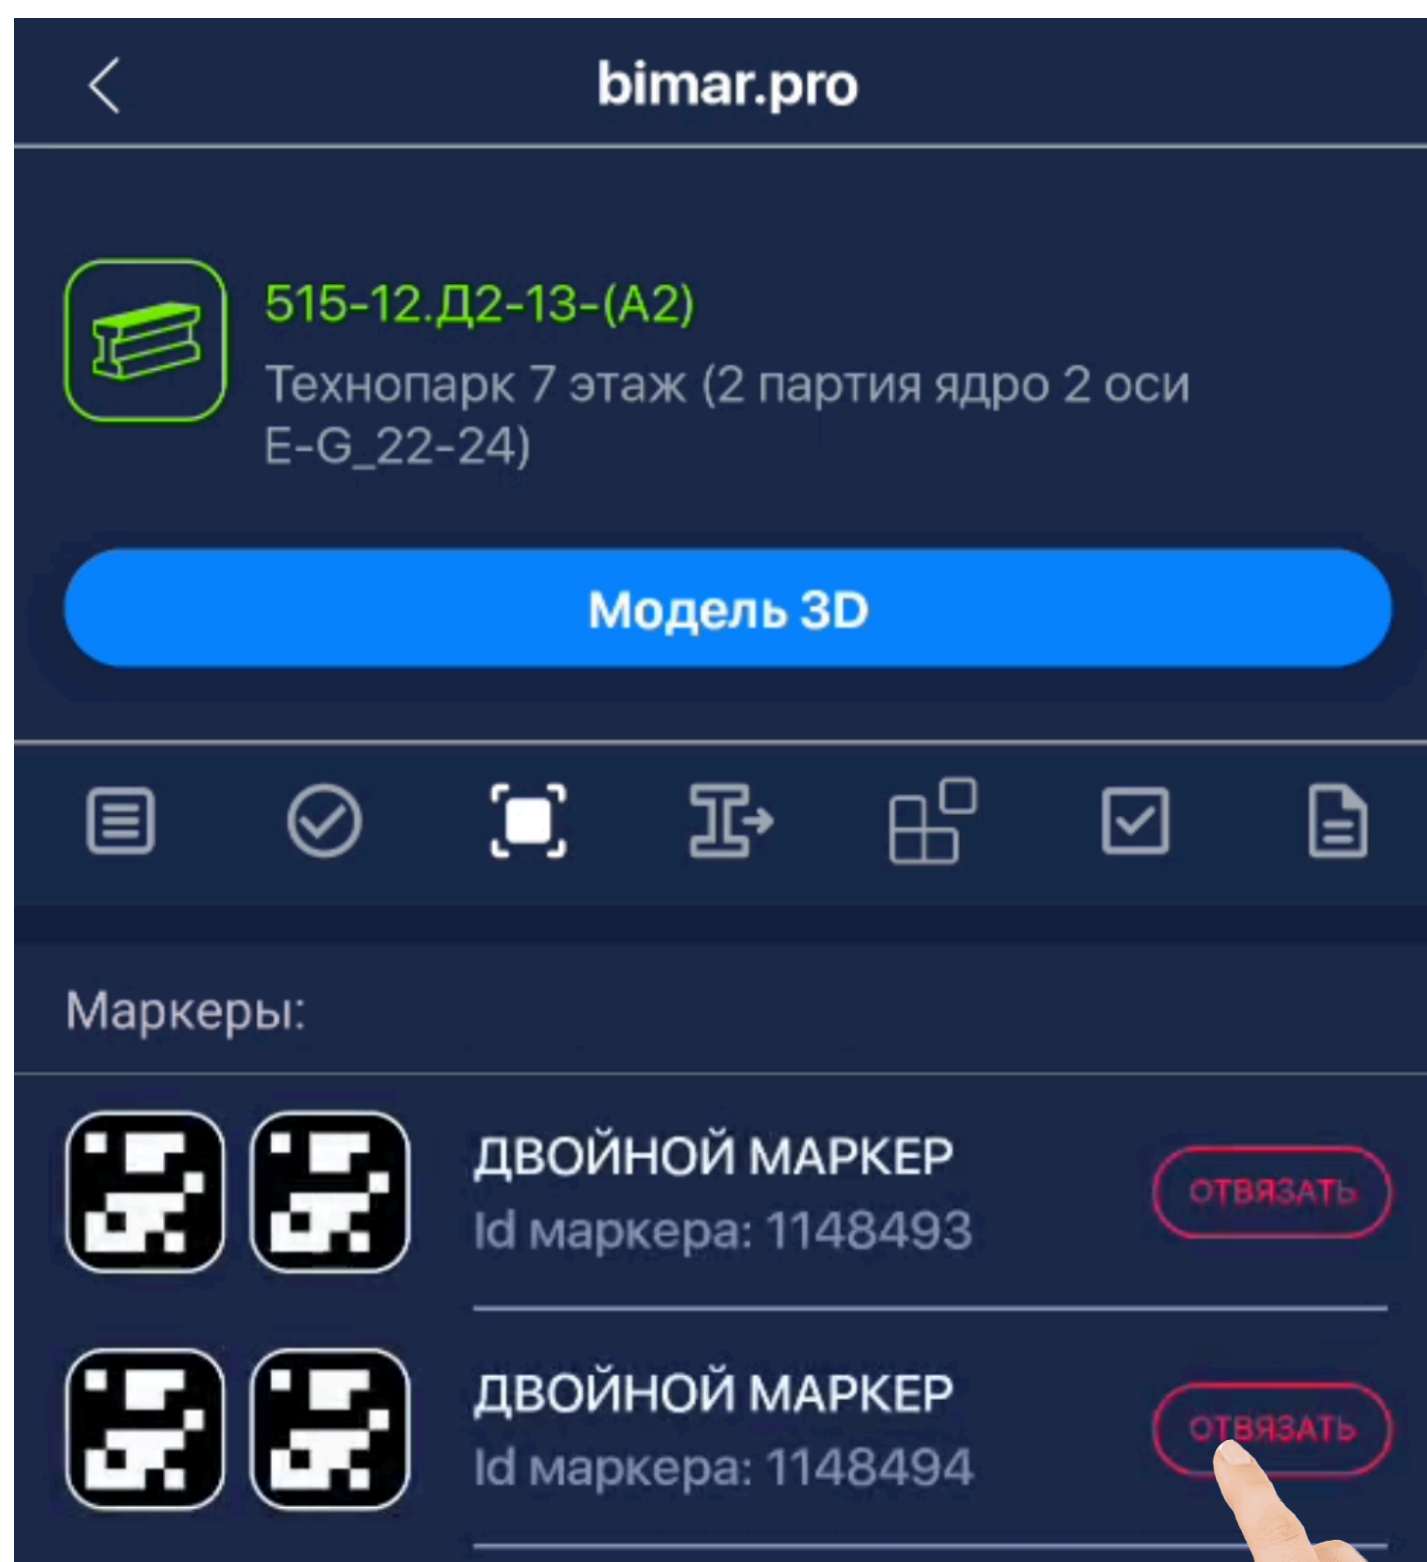 bimar.pro
515-12.Д2-13-(А2)
Технопарк 7 этаж (2 партия ядро 2 оси
E-G_22-24)
Модель 3D
Маркеры:
ДВОЙНОЙ МАРКЕР
ОТВЯЗАТЬ
Id маркера: 1148493
ДВОЙНОЙ МАРКЕР
ОТВЯЗАТЬ
Id маркера: 1148494